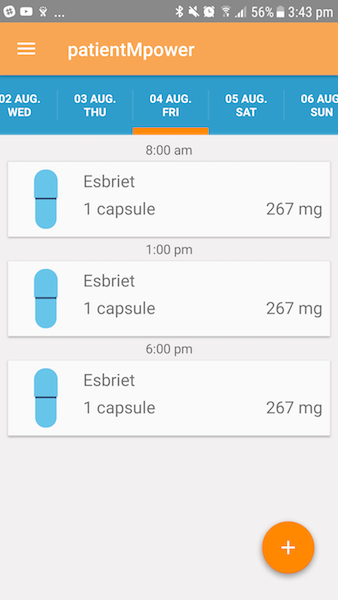 ... 56% 3:43 pm
patientMpower
02 AUG. 03 AUG. 04 AUG. 05 AUG. 06 AUG
WED THU FRI SAT SUN
8:00 am
Esbriet
1 capsule 267 mg
1:00 pm
Esbriet
1 capsule 267 mg
6:00 pm
Esbriet
1 capsule 267 mg
+